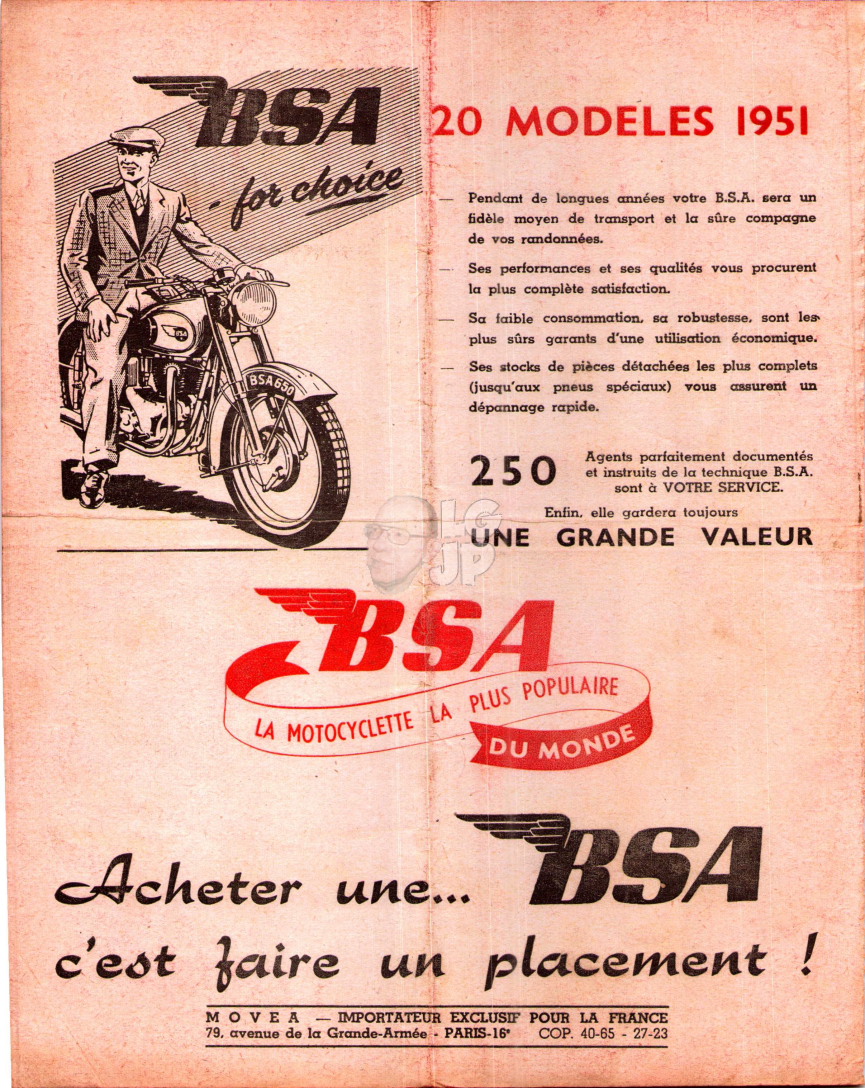 BSA
- for choice
BSA
BSA650
20 MODELES 1951
— Pendant de longues années votre B.S.A. sera un
fidèle moyen de transport et la sûre compagne
de vos randonnées.
— Ses performances et ses qualités vous procurent
la plus complète satisfaction.
— Sa faible consommation, sa robustesse, sont les
plus sûrs garants d'une utilisation économique.
— Ses stocks de pièces détachées les plus complets
(jusqu'aux pneus spéciaux) vous assurent un
dépannage rapide.
250 Agents parfaitement documentés
et instruits de la technique B.S.A.
sont à VOTRE SERVICE.
Enfin, elle gardera toujours
UNE GRANDE VALEUR
LG
JP
BSA
LA MOTOCYCLETTE LA PLUS POPULAIRE
DU MONDE
Acheter une... BSA
c'est faire un placement !
MOVEA — IMPORTATEUR EXCLUSIF POUR LA FRANCE
79, avenue de la Grande-Armée - PARIS-16e COP. 40-65 - 27-23